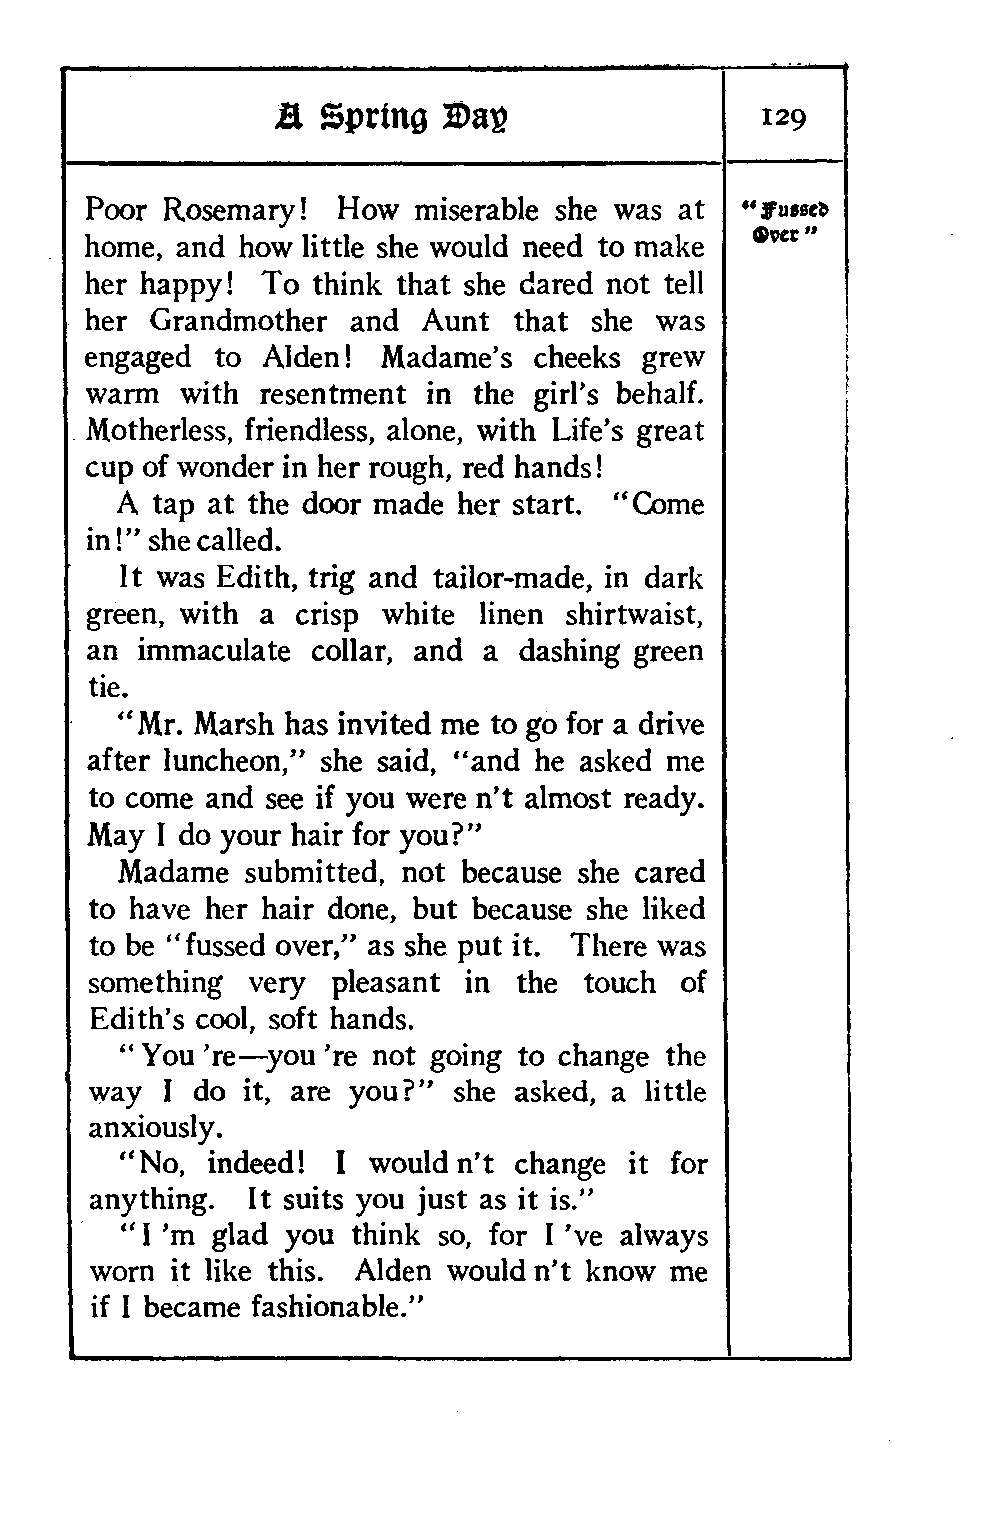 A Spring Day
129
Poor Rosemary! How miserable she was at
home, and how little she would need to make
her happy! To think that she dared not tell
her Grandmother and Aunt that she was
engaged to Alden! Madame's cheeks grew
warm with resentment in the girl's behalf.
Motherless, friendless, alone, with Life's great
cup of wonder in her rough, red hands!
A tap at the door made her start. "Come
in!" she called.
It was Edith, trig and tailor-made, in dark
green, with a crisp white linen shirtwaist,
an immaculate collar, and a dashing green
tie.
"Mr. Marsh has invited me to go for a drive
after luncheon," she said, "and he asked me
to come and see if you were n't almost ready.
May I do your hair for you?"
Madame submitted, not because she cared
to have her hair done, but because she liked
to be "fussed over," as she put it. There was
something very pleasant in the touch of
Edith's cool, soft hands.
"You 're—you 're not going to change the
way I do it, are you?" she asked, a little
anxiously.
"No, indeed! I would n't change it for
anything. It suits you just as it is."
"I 'm glad you think so, for I 've always
worn it like this. Alden would n't know me
if I became fashionable."
"Fussed
Over"